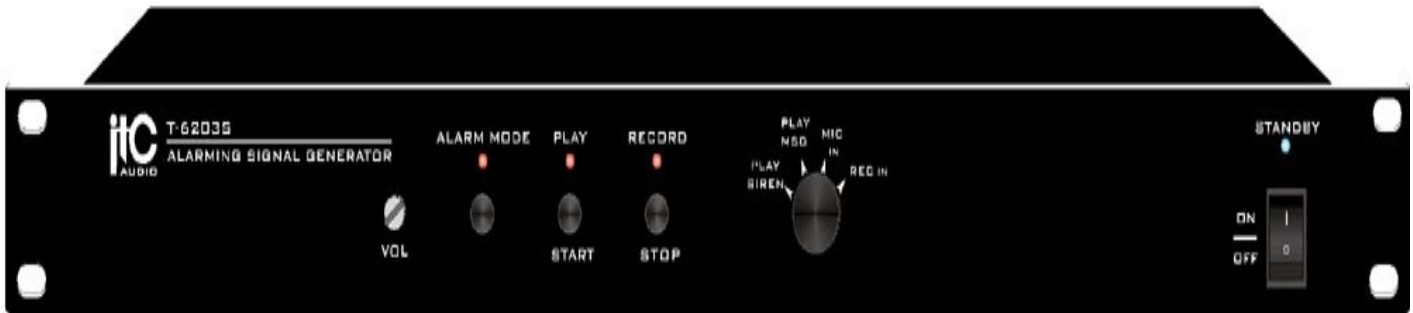 itc
AUDIO
T-6203S
ALARMING SIGNAL GENERATOR
VOL
ALARM MODE
PLAY
START
RECORD
STOP
PLAY
SIREN
PLAY
MSG
MIC
IN
REC IN
STANDBY
ON
OFF
I
0